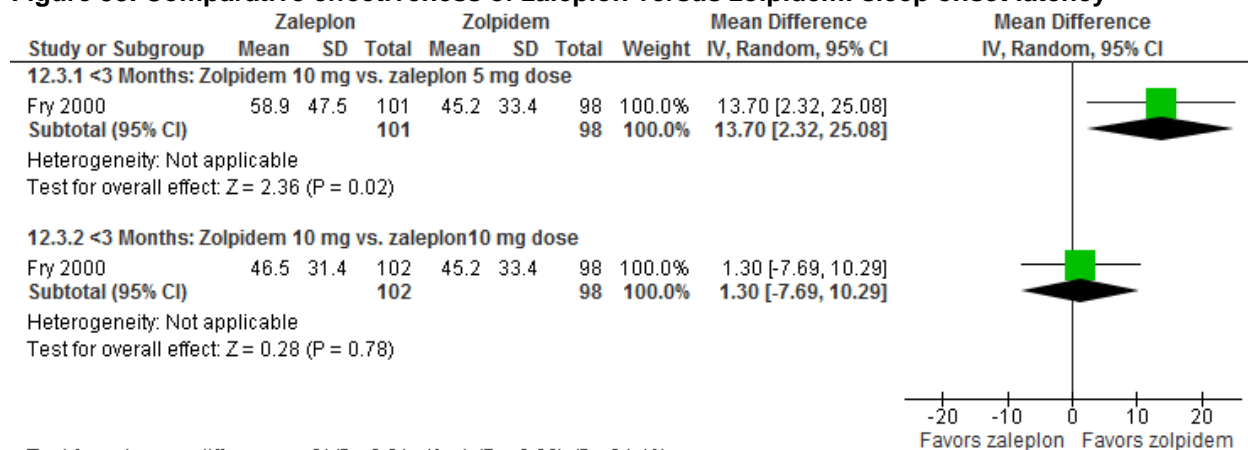 Zaleplon Zolpidem Mean Difference Mean Difference
Study or Subgroup Mean SD Total Mean SD Total Weight IV, Random, 95% CI IV, Random, 95% CI
12.3.1 <3 Months: Zolpidem 10 mg vs. zaleplon 5 mg dose
Fry 2000 58.9 47.5 101 45.2 33.4 98 100.0% 13.70 [2.32, 25.08]
Subtotal (95% CI) 101 98 100.0% 13.70 [2.32, 25.08]
Heterogeneity: Not applicable
Test for overall effect: Z = 2.36 (P = 0.02)
12.3.2 <3 Months: Zolpidem 10 mg vs. zaleplon10 mg dose
Fry 2000 46.5 31.4 102 45.2 33.4 98 100.0% 1.30 [-7.69, 10.29]
Subtotal (95% CI) 102 98 100.0% 1.30 [-7.69, 10.29]
Heterogeneity: Not applicable
Test for overall effect: Z = 0.28 (P = 0.78)
-20 -10 0 10 20
Favors zaleplon Favors zolpidem